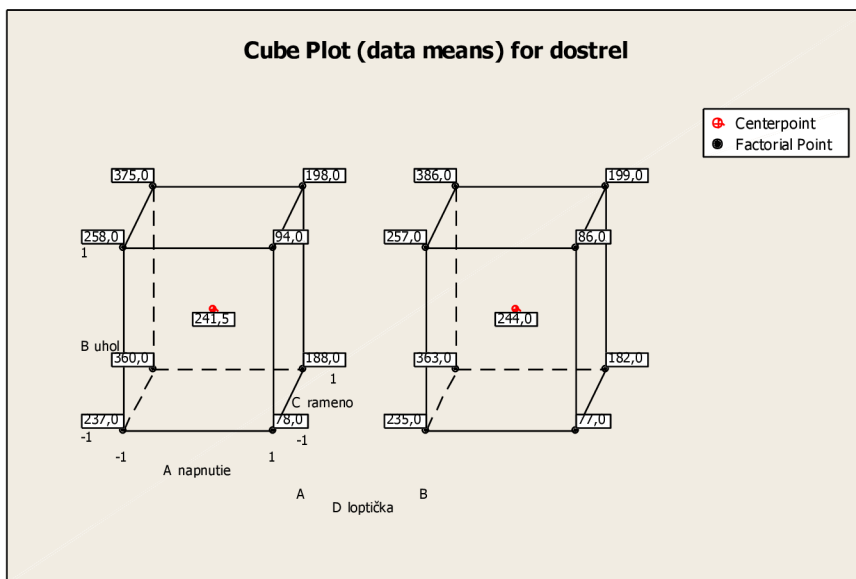 Cube Plot (data means) for dostrel
Centerpoint
Factorial Point
375,0 198,0 386,0 199,0
258,0 94,0 257,0 86,0
1
241,5 244,0
B uhol
360,0 188,0 363,0 182,0
1
C rameno
237,0 78,0 235,0 77,0
-1 -1
-1 1
A napnutie
A B
D loptička